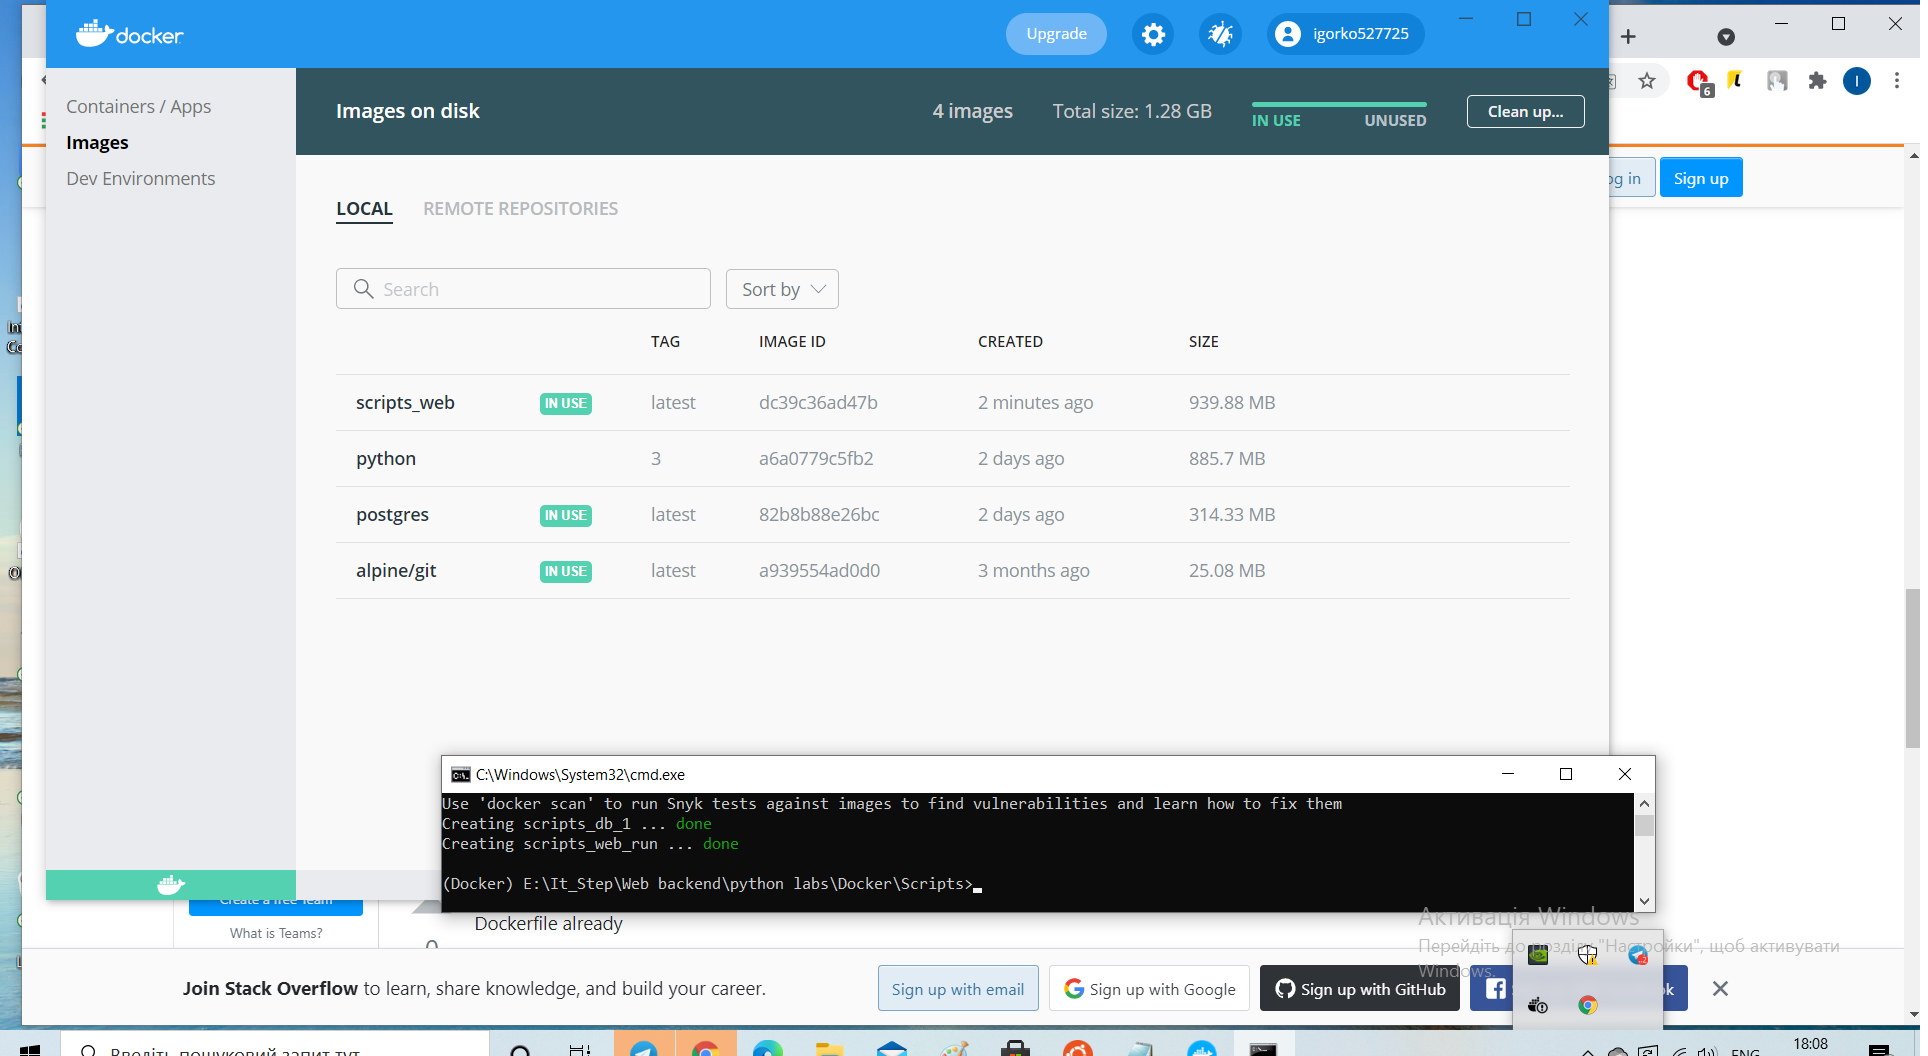 docker
Upgrade
igorko527725
Containers / Apps
Images
Dev Environments
Images on disk
4 images
Total size: 1.28 GB
IN USE
UNUSED
Clean up...
6
I
in
Sign up
LOCAL
REMOTE REPOSITORIES
Search
Sort by
TAG
IMAGE ID
CREATED
SIZE
scripts_web
IN USE
latest
dc39c36ad47b
2 minutes ago
939.88 MB
python
3
a6a0779c5fb2
2 days ago
885.7 MB
postgres
IN USE
latest
82b8b88e26bc
2 days ago
314.33 MB
alpine/git
IN USE
latest
a939554ad0d0
3 months ago
25.08 MB
C:\Windows\System32\cmd.exe
Use 'docker scan' to run Snyk tests against images to find vulnerabilities and learn how to fix them
Creating scripts_db_1 ... done
Creating scripts_web_run ... done
(Docker) E:\It_Step\Web backend\python labs\Docker\Scripts>
Create a free Team
What is Teams?
0
Dockerfile already
Активація Windows
Перейдіть до розділу "Настройки", щоб активувати
Windows.
Join Stack Overflow to learn, share knowledge, and build your career.
Sign up with email
Sign up with Google
Sign up with GitHub
Введіть пошуковий запит тут
ENG
18:08